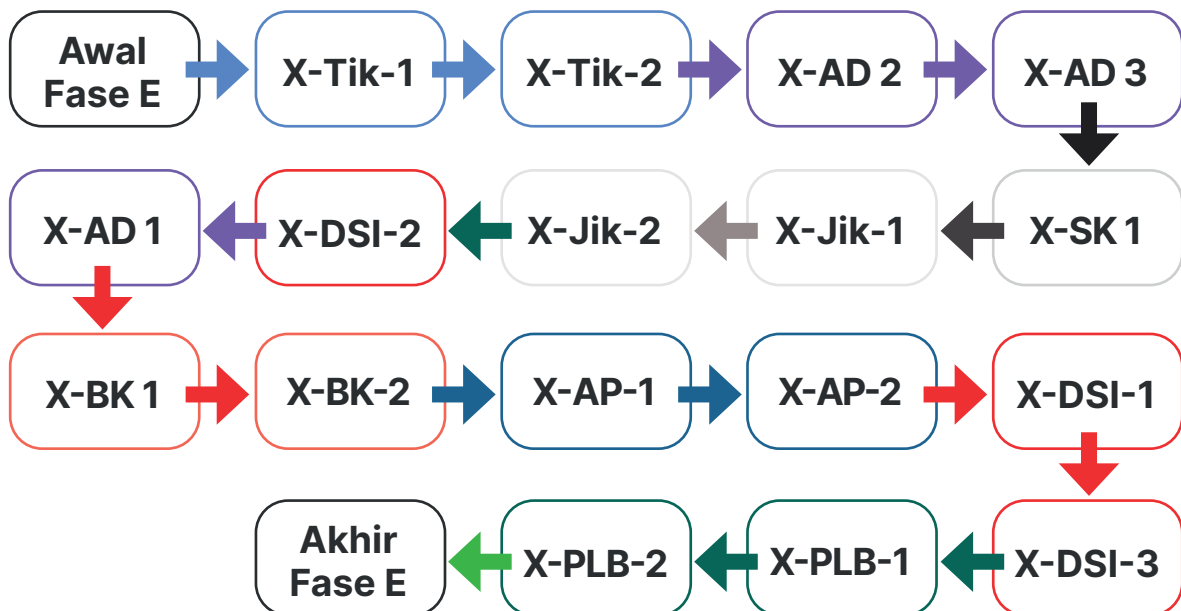 Awal
Fase E
X-Tik-1
X-Tik-2
X-AD 2
X-AD 3
X-SK 1
X-Jik-1
X-Jik-2
X-DSI-2
X-AD 1
X-BK 1
X-BK-2
X-AP-1
X-AP-2
X-DSI-1
X-DSI-3
X-PLB-1
X-PLB-2
Akhir
Fase E